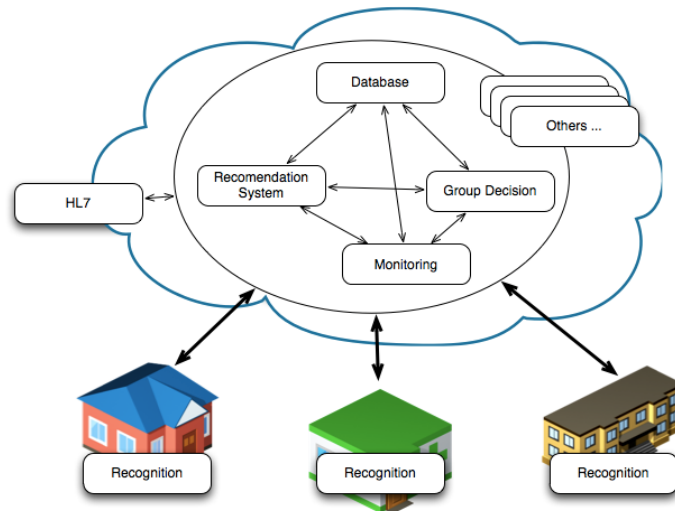 Database
Others ...
Recomendation
System
Group Decision
HL7
Monitoring
Recognition
Recognition
Recognition